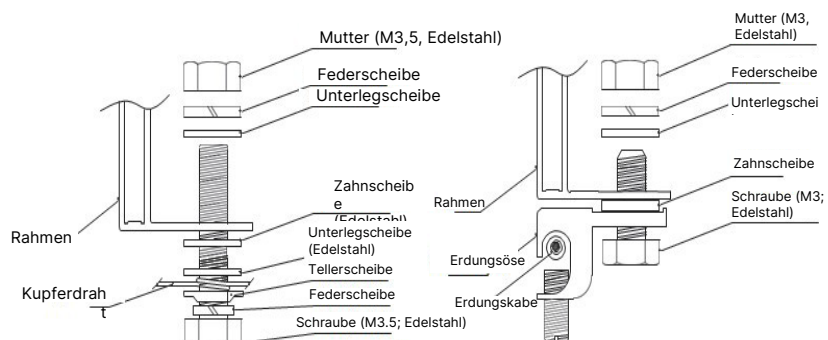 Mutter (M3,5, Edelstahl)
Federscheibe
Unterlegscheibe
Zahnscheib
e
(Edelstahl)
Unterlegscheibe
(Edelstahl)
Tellerscheibe
Federscheibe
Schraube (M3.5; Edelstahl)
Rahmen
Kupferdrah
t
Mutter (M3,
Edelstahl)
Federscheibe
Unterlegschei
Zahnscheibe
Schraube (M3;
Edelstahl)
Rahmen
Erdungsöse
Erdungskabe